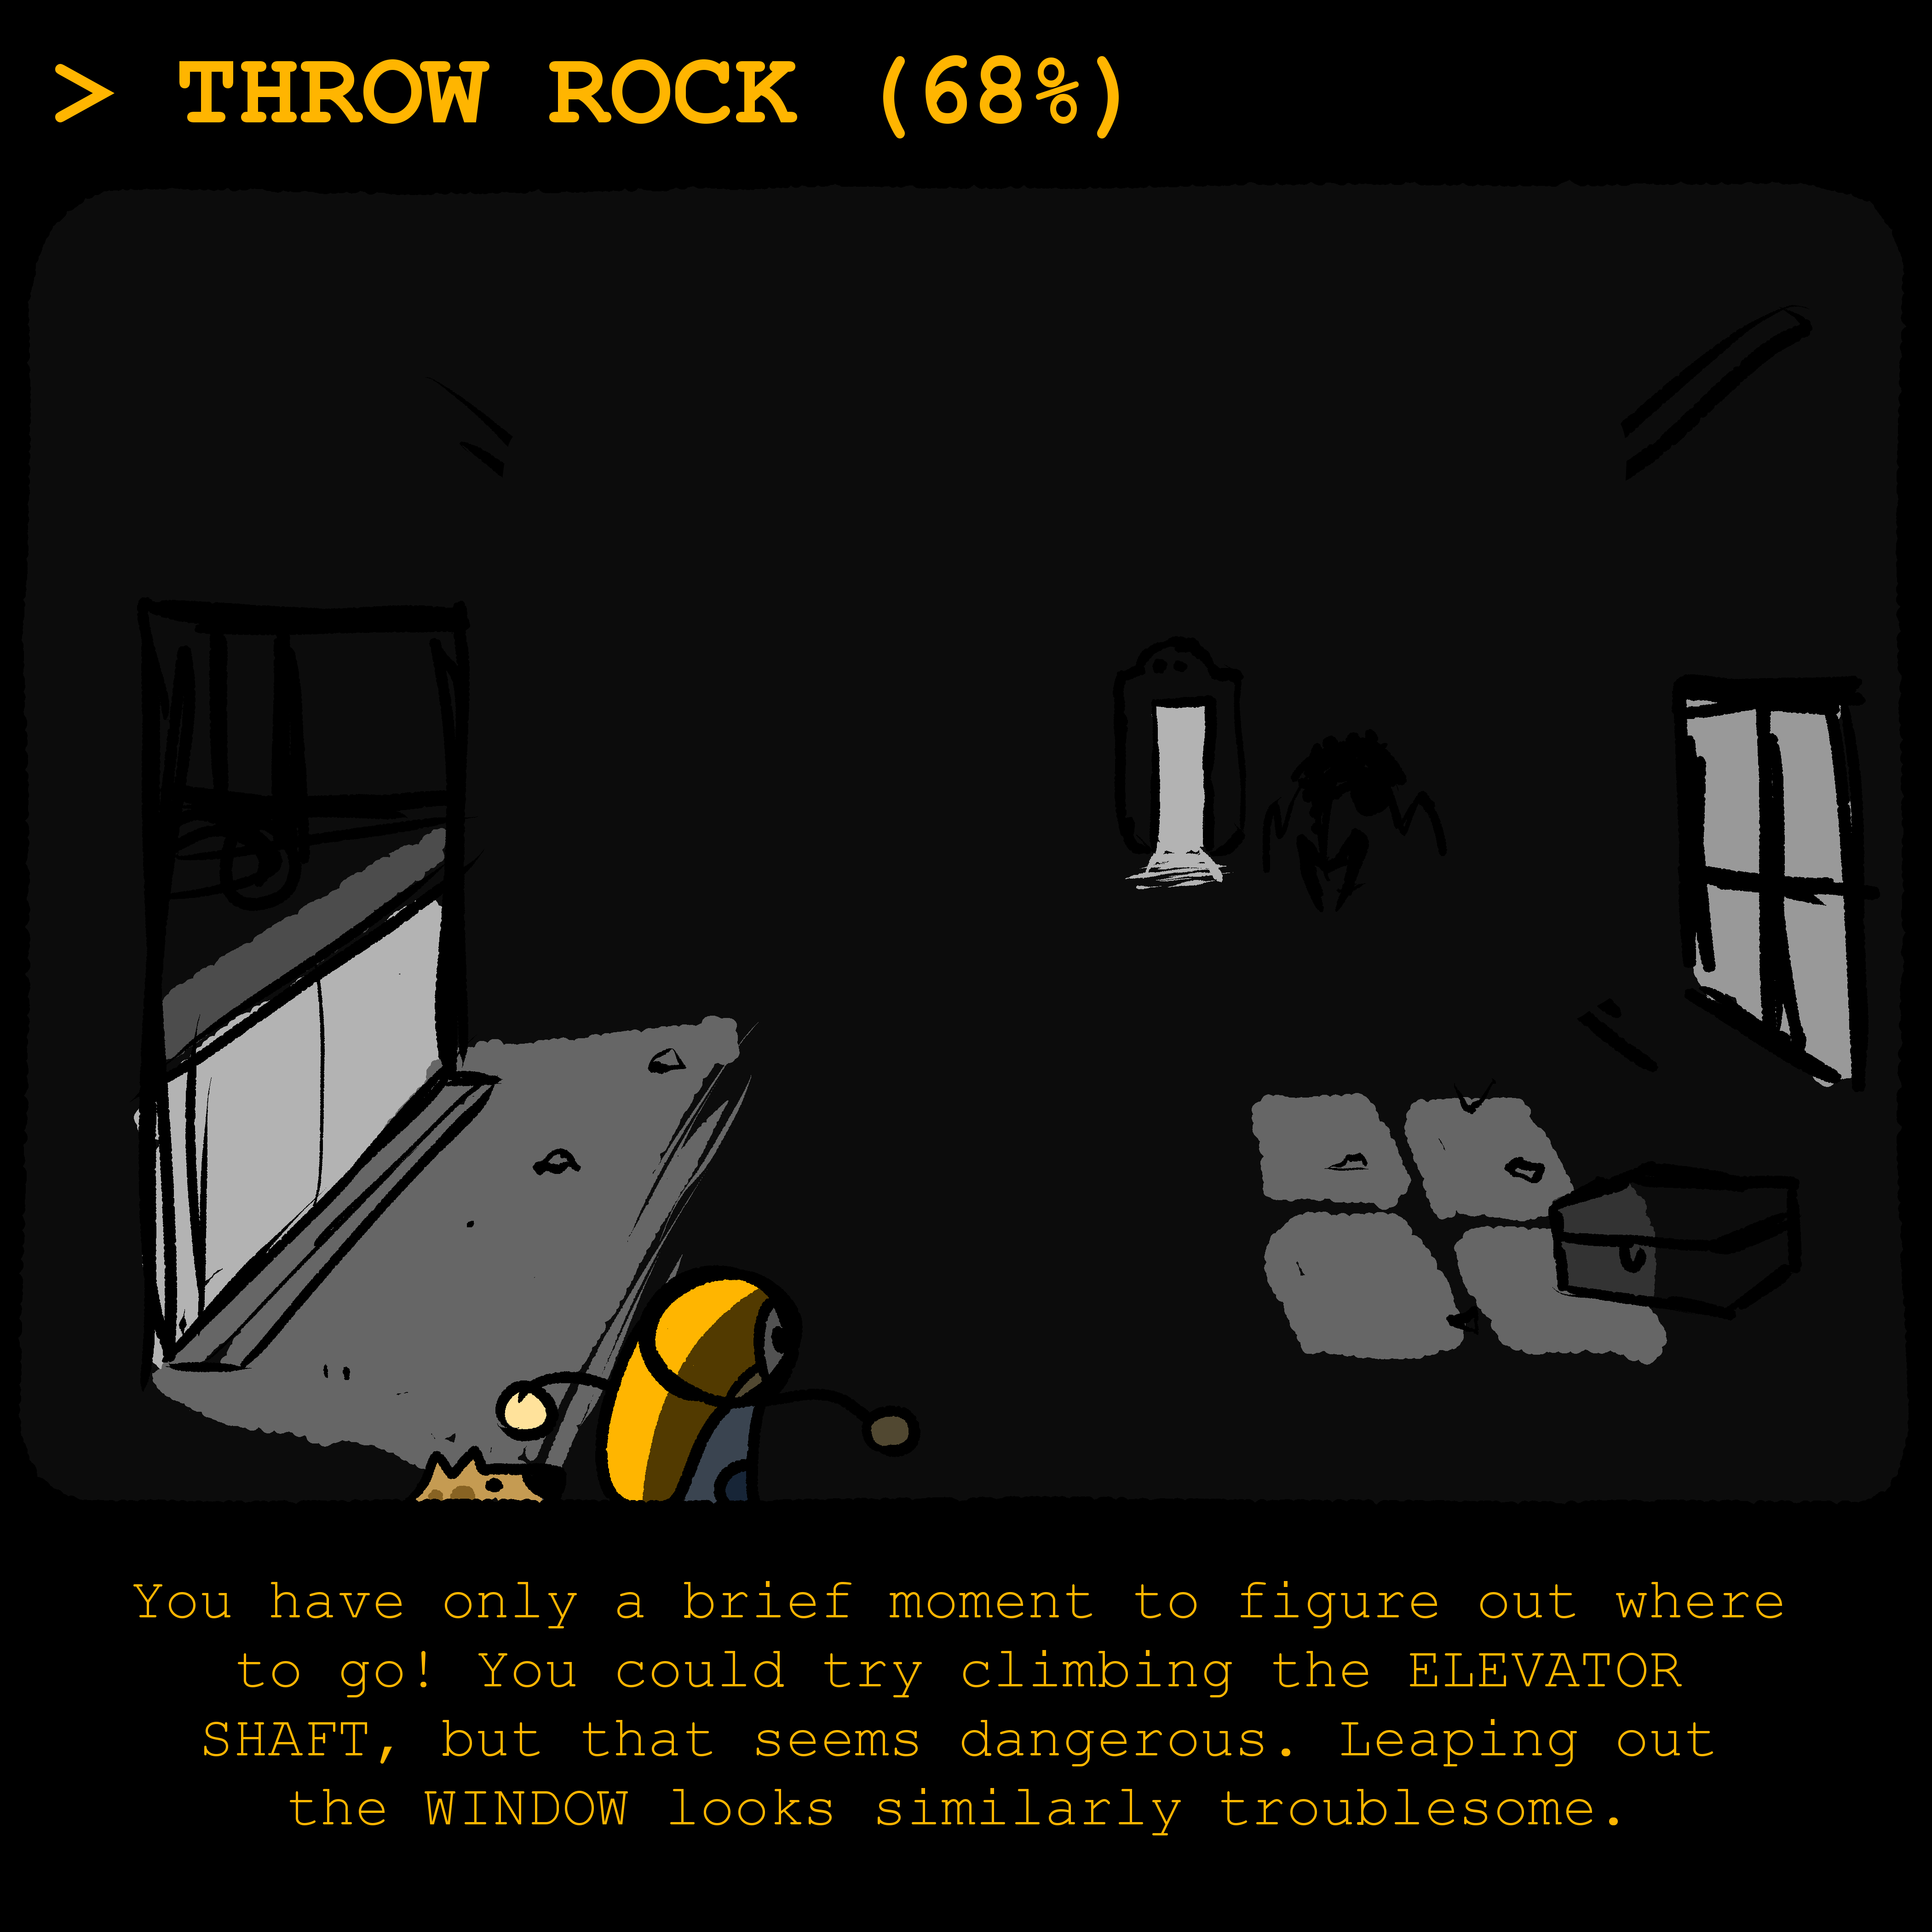 > THROW ROCK (68%)
You have only a brief moment to figure out where
to go! You could try climbing the ELEVATOR
SHAFT, but that seems dangerous. Leaping out
the WINDOW looks similarly troublesome.